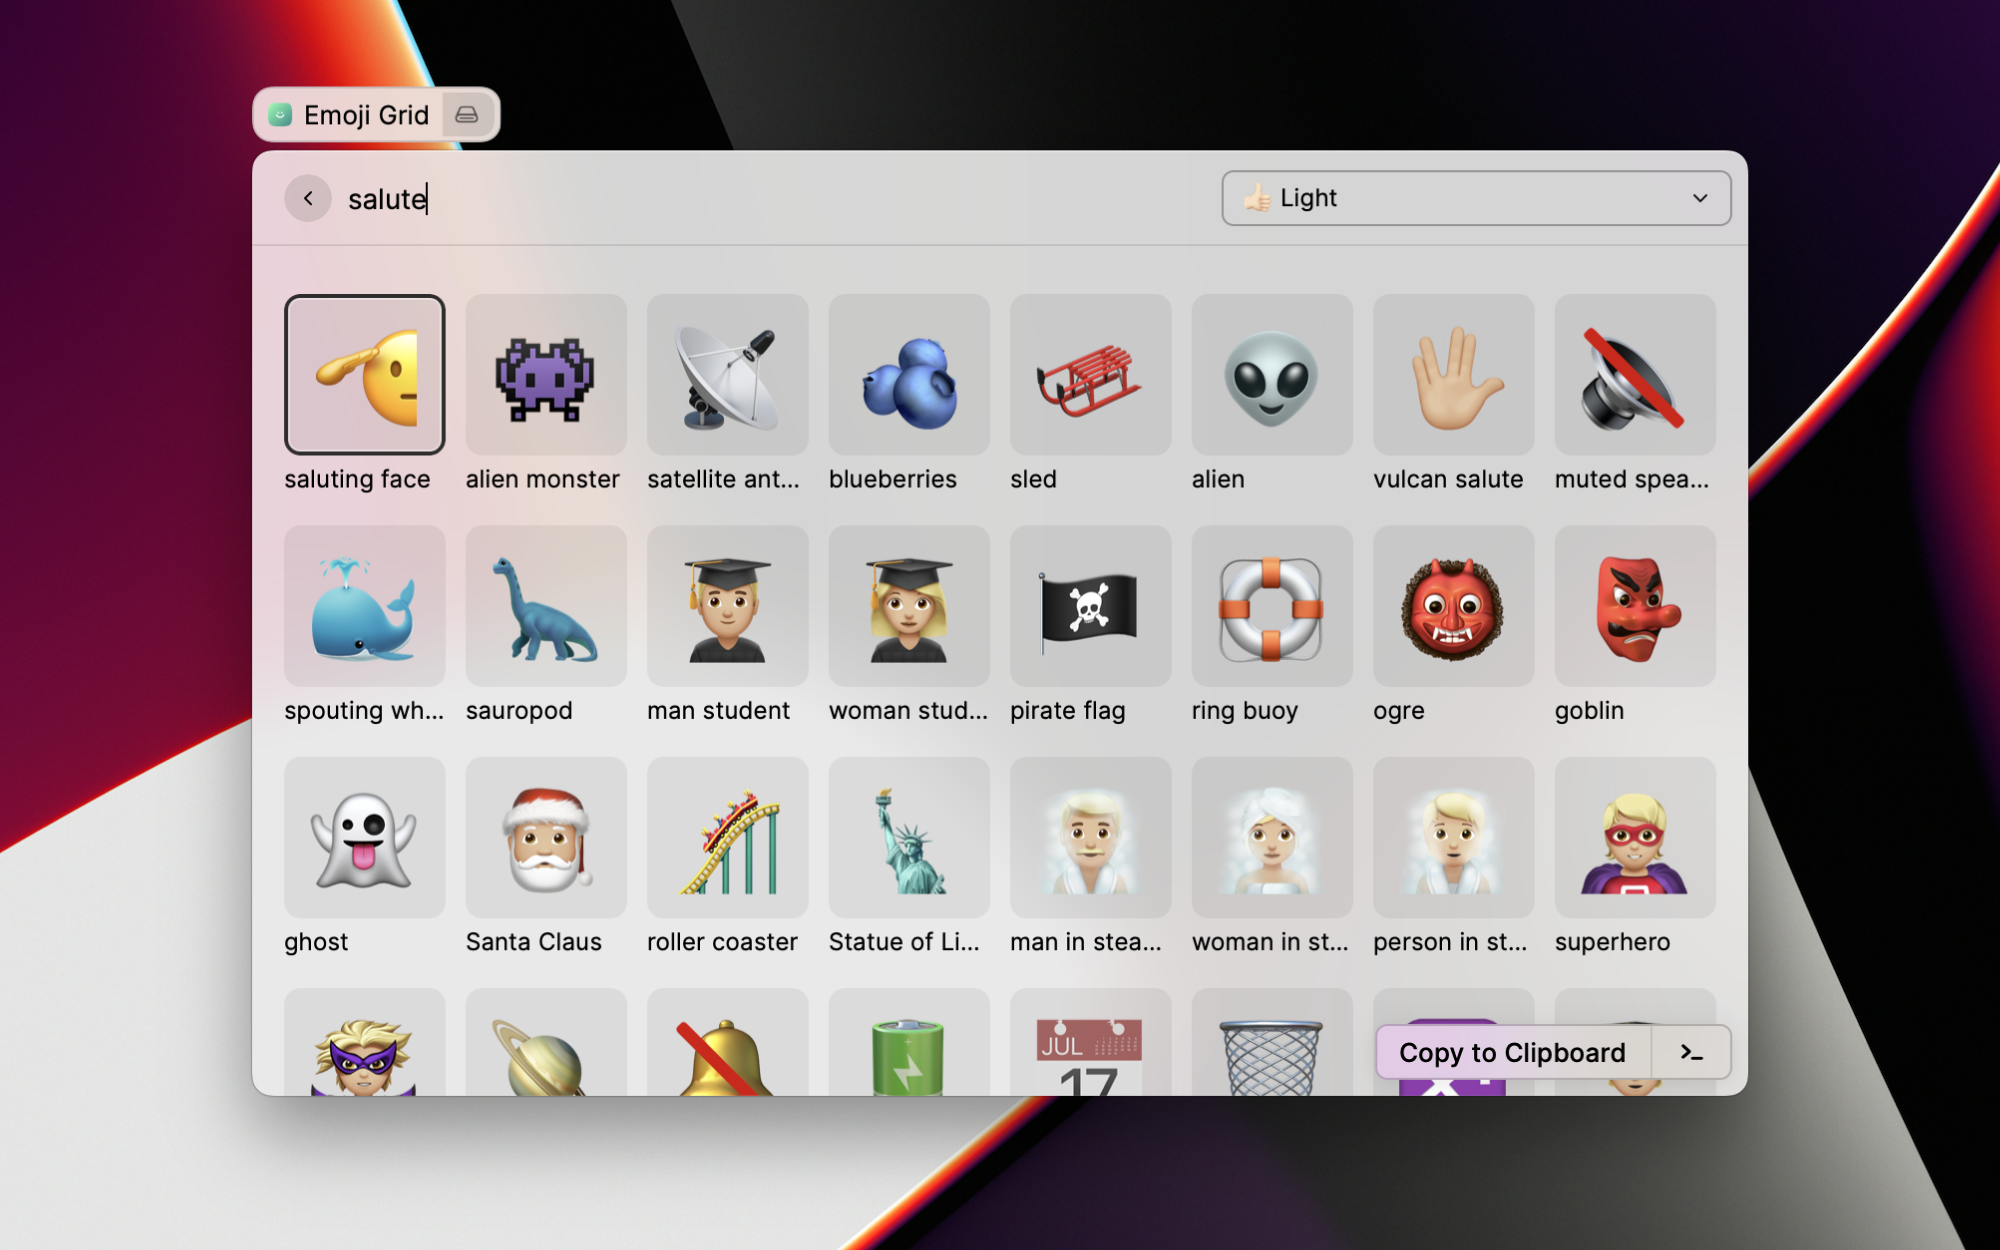 Emoji Grid
salute
Light
saluting face
alien monster
satellite ant...
blueberries
sled
alien
vulcan salute
muted spea...
spouting wh...
sauropod
man student
woman stud...
pirate flag
ring buoy
ogre
goblin
ghost
Santa Claus
roller coaster
Statue of Li...
man in stea...
woman in st...
person in st...
superhero
JUL
17
Copy to Clipboard